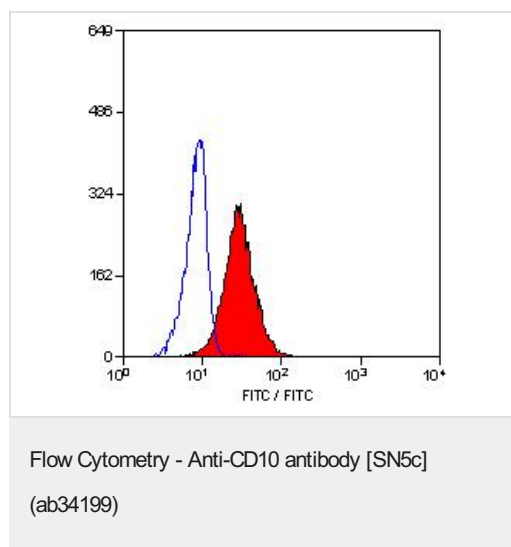 649
486
324
162
0
10⁰ 10¹ 10² 10³ 10⁴
FITC / FITC
Flow Cytometry - Anti-CD10 antibody [SN5c]
(ab34199)